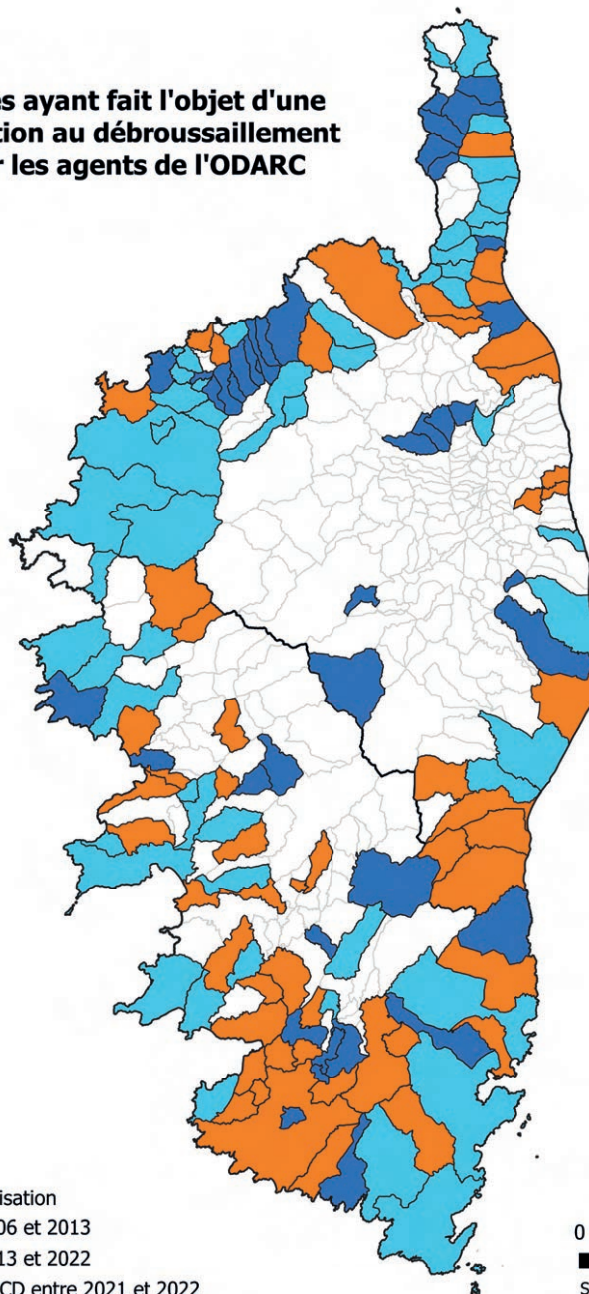 s ayant fait l'objet d'une
tion au débroussaillement
r les agents de l'ODARC
isation
06 et 2013
13 et 2022
CD entre 2021 et 2022
0
S